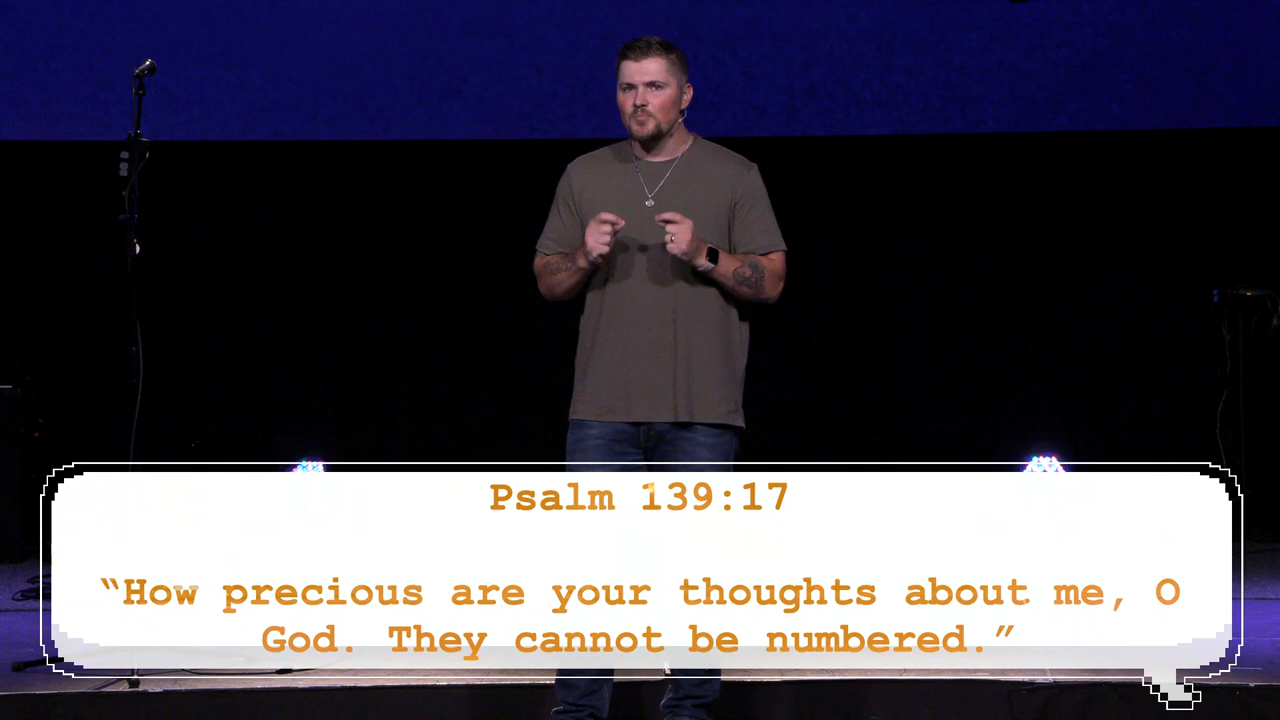 Psalm 139:17
“How precious are your thoughts about me, O
God. They cannot be numbered.”